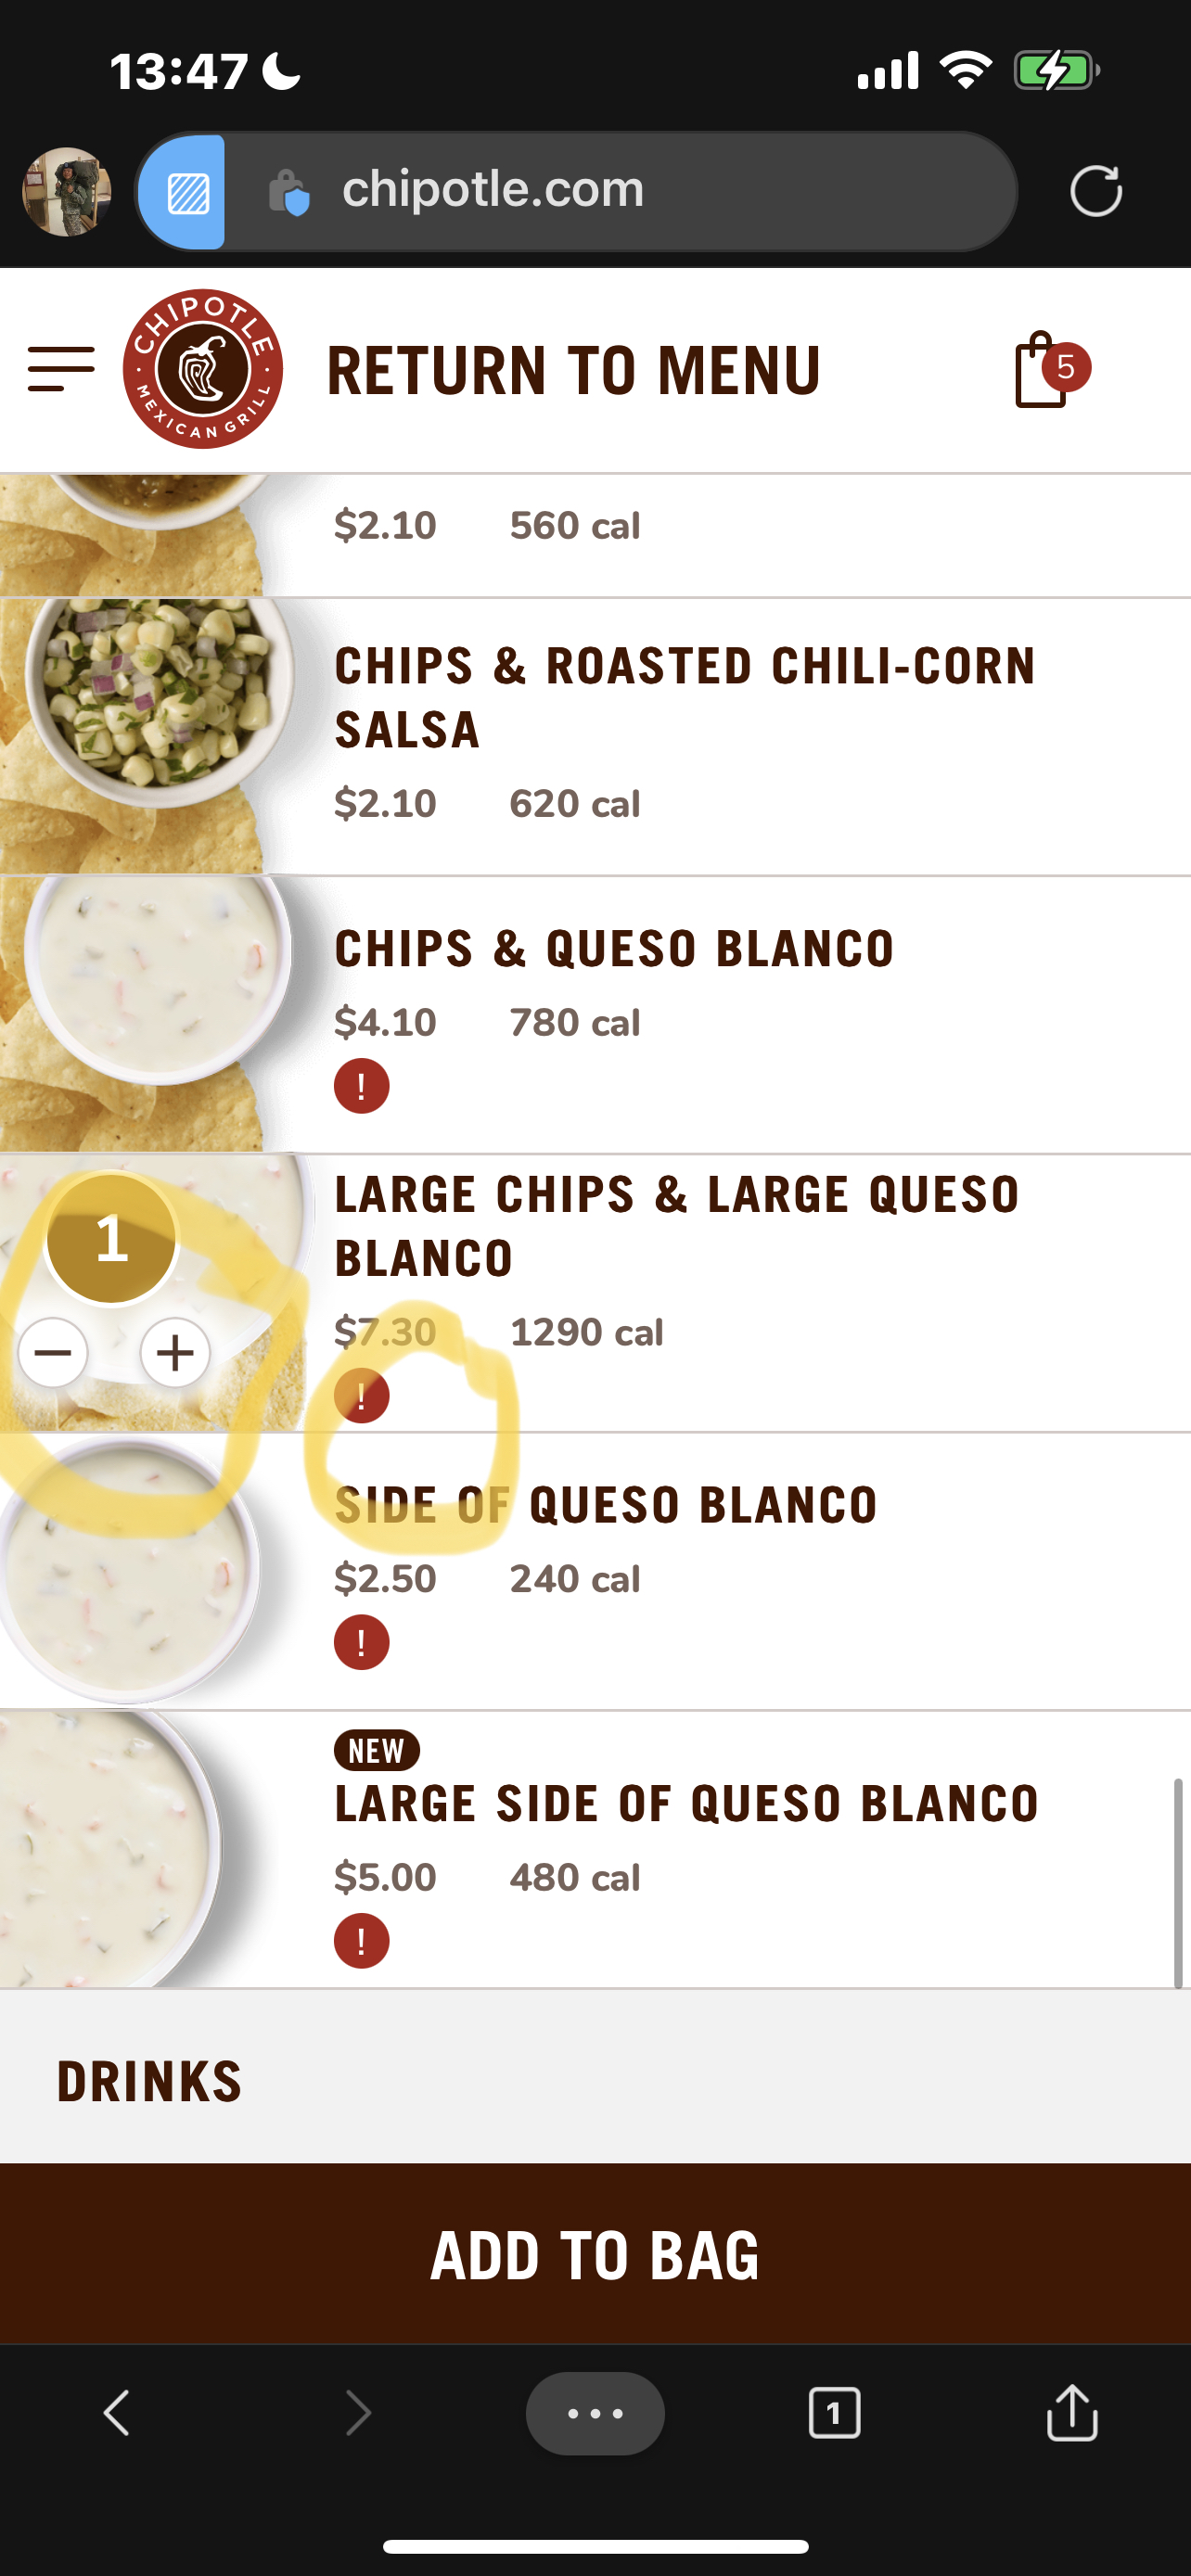 13:47
chipotle.com
CHIPOTLE
MEXICAN GRILL
RETURN TO MENU
5
$2.10 560 cal
CHIPS & ROASTED CHILI-CORN
SALSA
$2.10 620 cal
CHIPS & QUESO BLANCO
$4.10 780 cal
!
1
LARGE CHIPS & LARGE QUESO
BLANCO
$7.30 1290 cal
!
SIDE OF QUESO BLANCO
$2.50 240 cal
!
NEW
LARGE SIDE OF QUESO BLANCO
$5.00 480 cal
!
DRINKS
ADD TO BAG
1